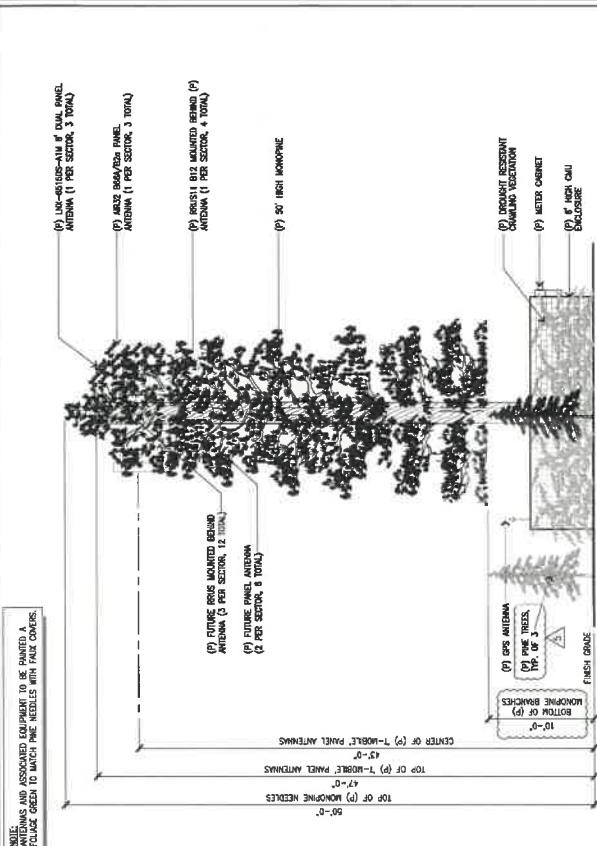 NOTE:
ANTENNAS AND ASSOCIATED EQUIPMENT TO BE PAINTED A
FOLIAGE GREEN TO MATCH PINE NEEDLES WITH FAUX COVERS.
(P) LNX-6515DS-A1M 8' DUAL PANEL
ANTENNA (1 PER SECTOR, 3 TOTAL)
(P) AIR32 B66A/B2a PANEL
ANTENNA (1 PER SECTOR, 3 TOTAL)
(P) RRUS11 B12 MOUNTED BEHIND (P)
ANTENNA (1 PER SECTOR, 4 TOTAL)
(P) 50' HIGH MONOPINE
(P) DROUGHT RESISTANT
CRAWLING VEGETATION
(P) METER CABINET
(P) 6' HIGH CMU
ENCLOSURE
(P) FUTURE RRUS MOUNTED BEHIND
ANTENNA (3 PER SECTOR, 12 TOTAL)
(P) FUTURE PANEL ANTENNA
(2 PER SECTOR, 6 TOTAL)
(P) GPS ANTENNA
(P) PINE TREES,
TYP. OF 3
5
FINISH GRADE
10'-0"
BOTTOM OF (P)
MONOPINE BRANCHES
43'-0"
CENTER OF (P) "T-MOBILE" PANEL ANTENNAS
47'-0"
TOP OF (P) "T-MOBILE" PANEL ANTENNAS
50'-0"
TOP OF (P) MONOPINE NEEDLES